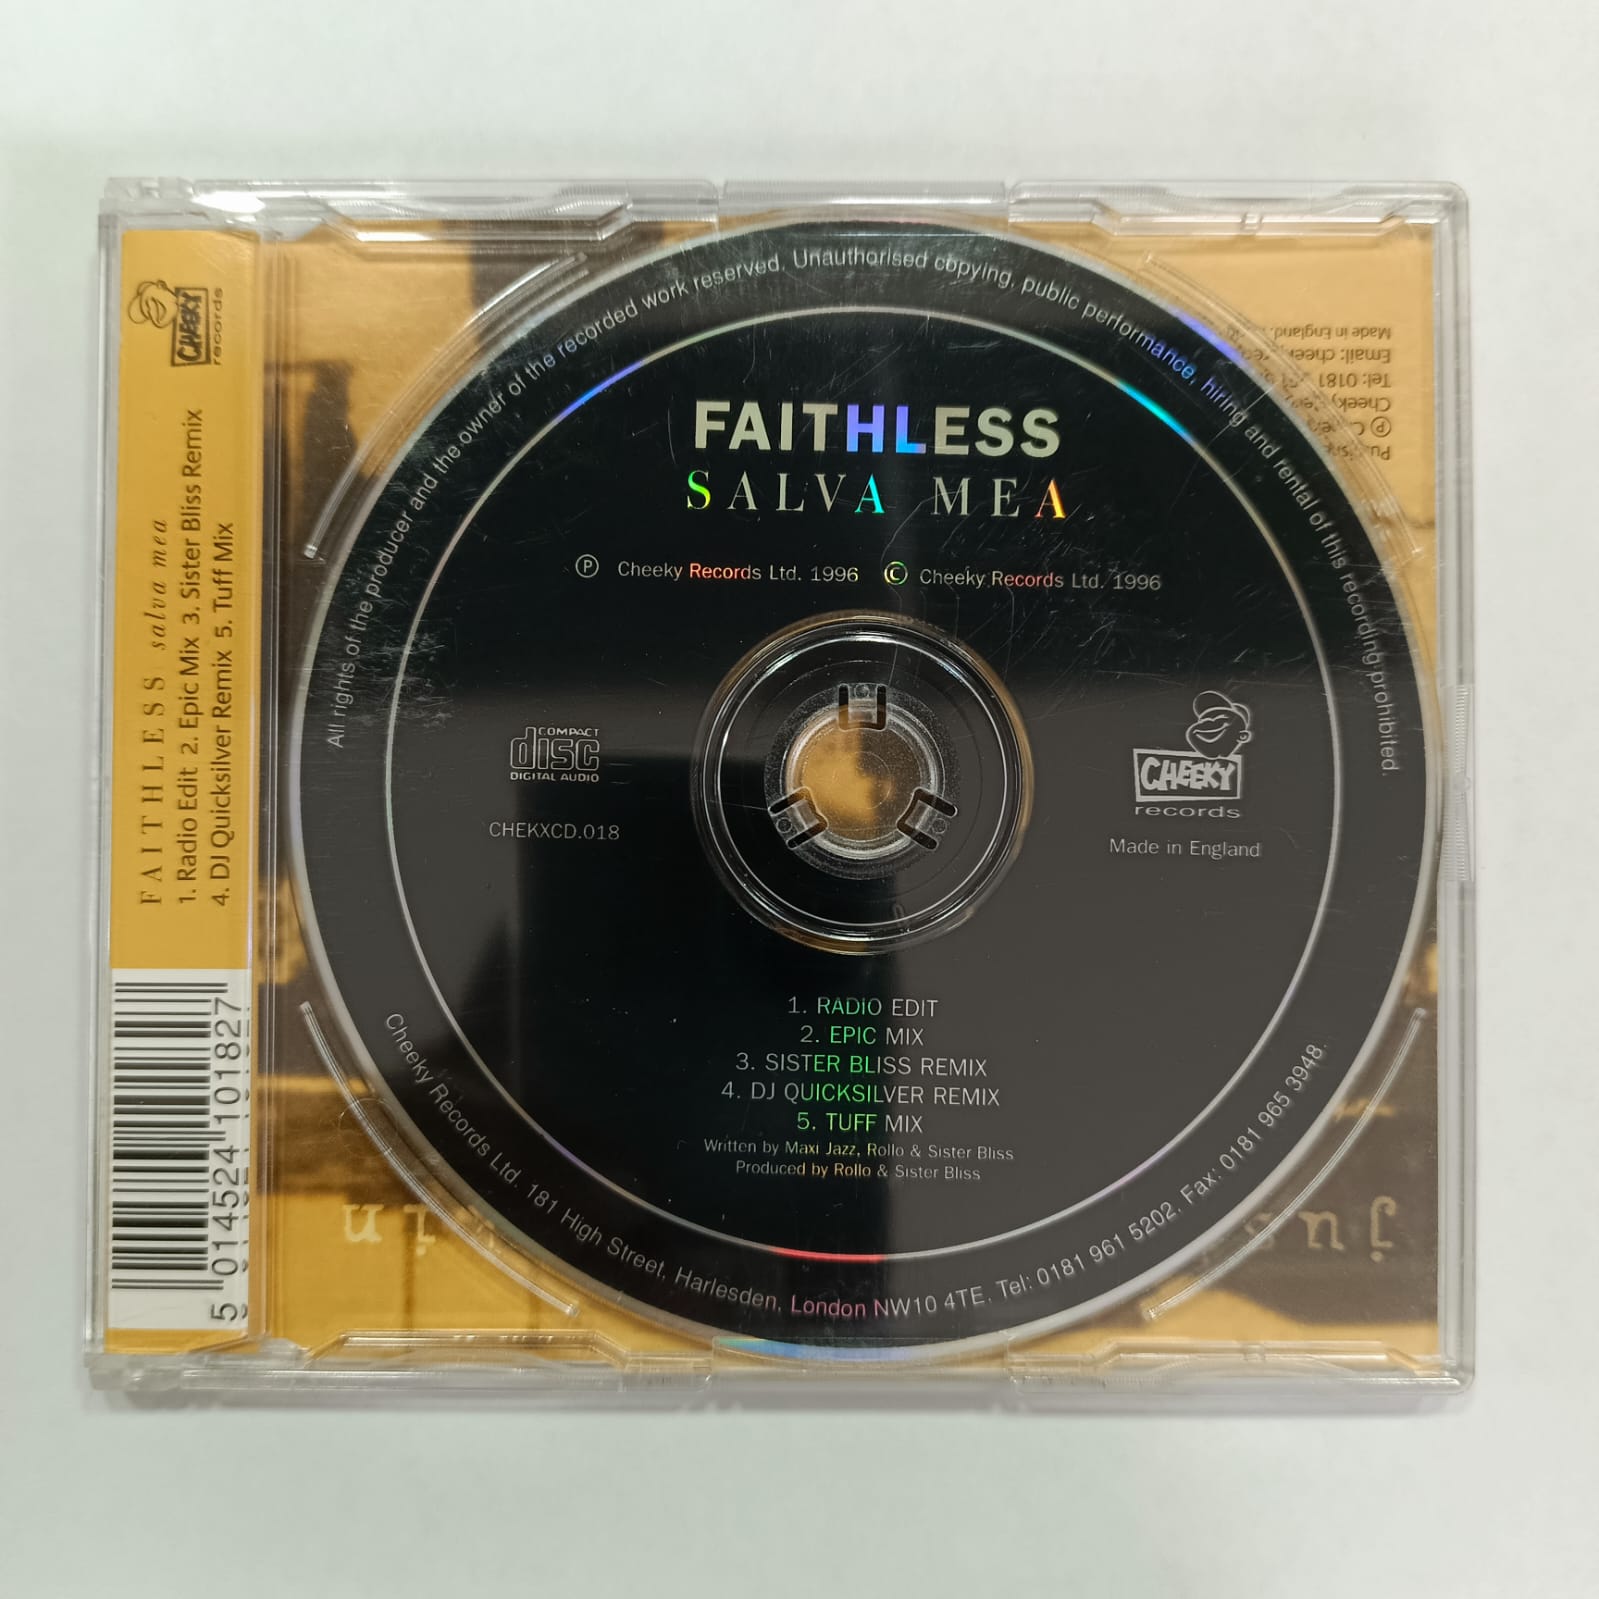 CHEEKY
records
FAITHLESS salva mea
1. Radio Edit 2. Epic Mix 3. Sister Bliss Remix
4. DJ Quicksilver Remix 5. Tuff Mix
5 014524 101827
All rights of the producer and the owner of the recorded work reserved. Unauthorised copying, public performance, hiring and rental of this recording prohibited.
FAITHLESS
SALVA MEA
Ⓟ Cheeky Records Ltd. 1996 © Cheeky Records Ltd. 1996
COMPACT
disc
DIGITAL AUDIO
CHEKXCD.018
CHEEKY
records
Made in England
1. RADIO EDIT
2. EPIC MIX
3. SISTER BLISS REMIX
4. DJ QUICKSILVER REMIX
5. TUFF MIX
Written by Maxi Jazz, Rollo & Sister Bliss
Produced by Rollo & Sister Bliss
Cheeky Records Ltd. 181 High Street, Harlesden, London NW10 4TE. Tel: 0181 961 5202. Fax: 0181 965 3948.
Made in England.
Email:
Tel: 0181